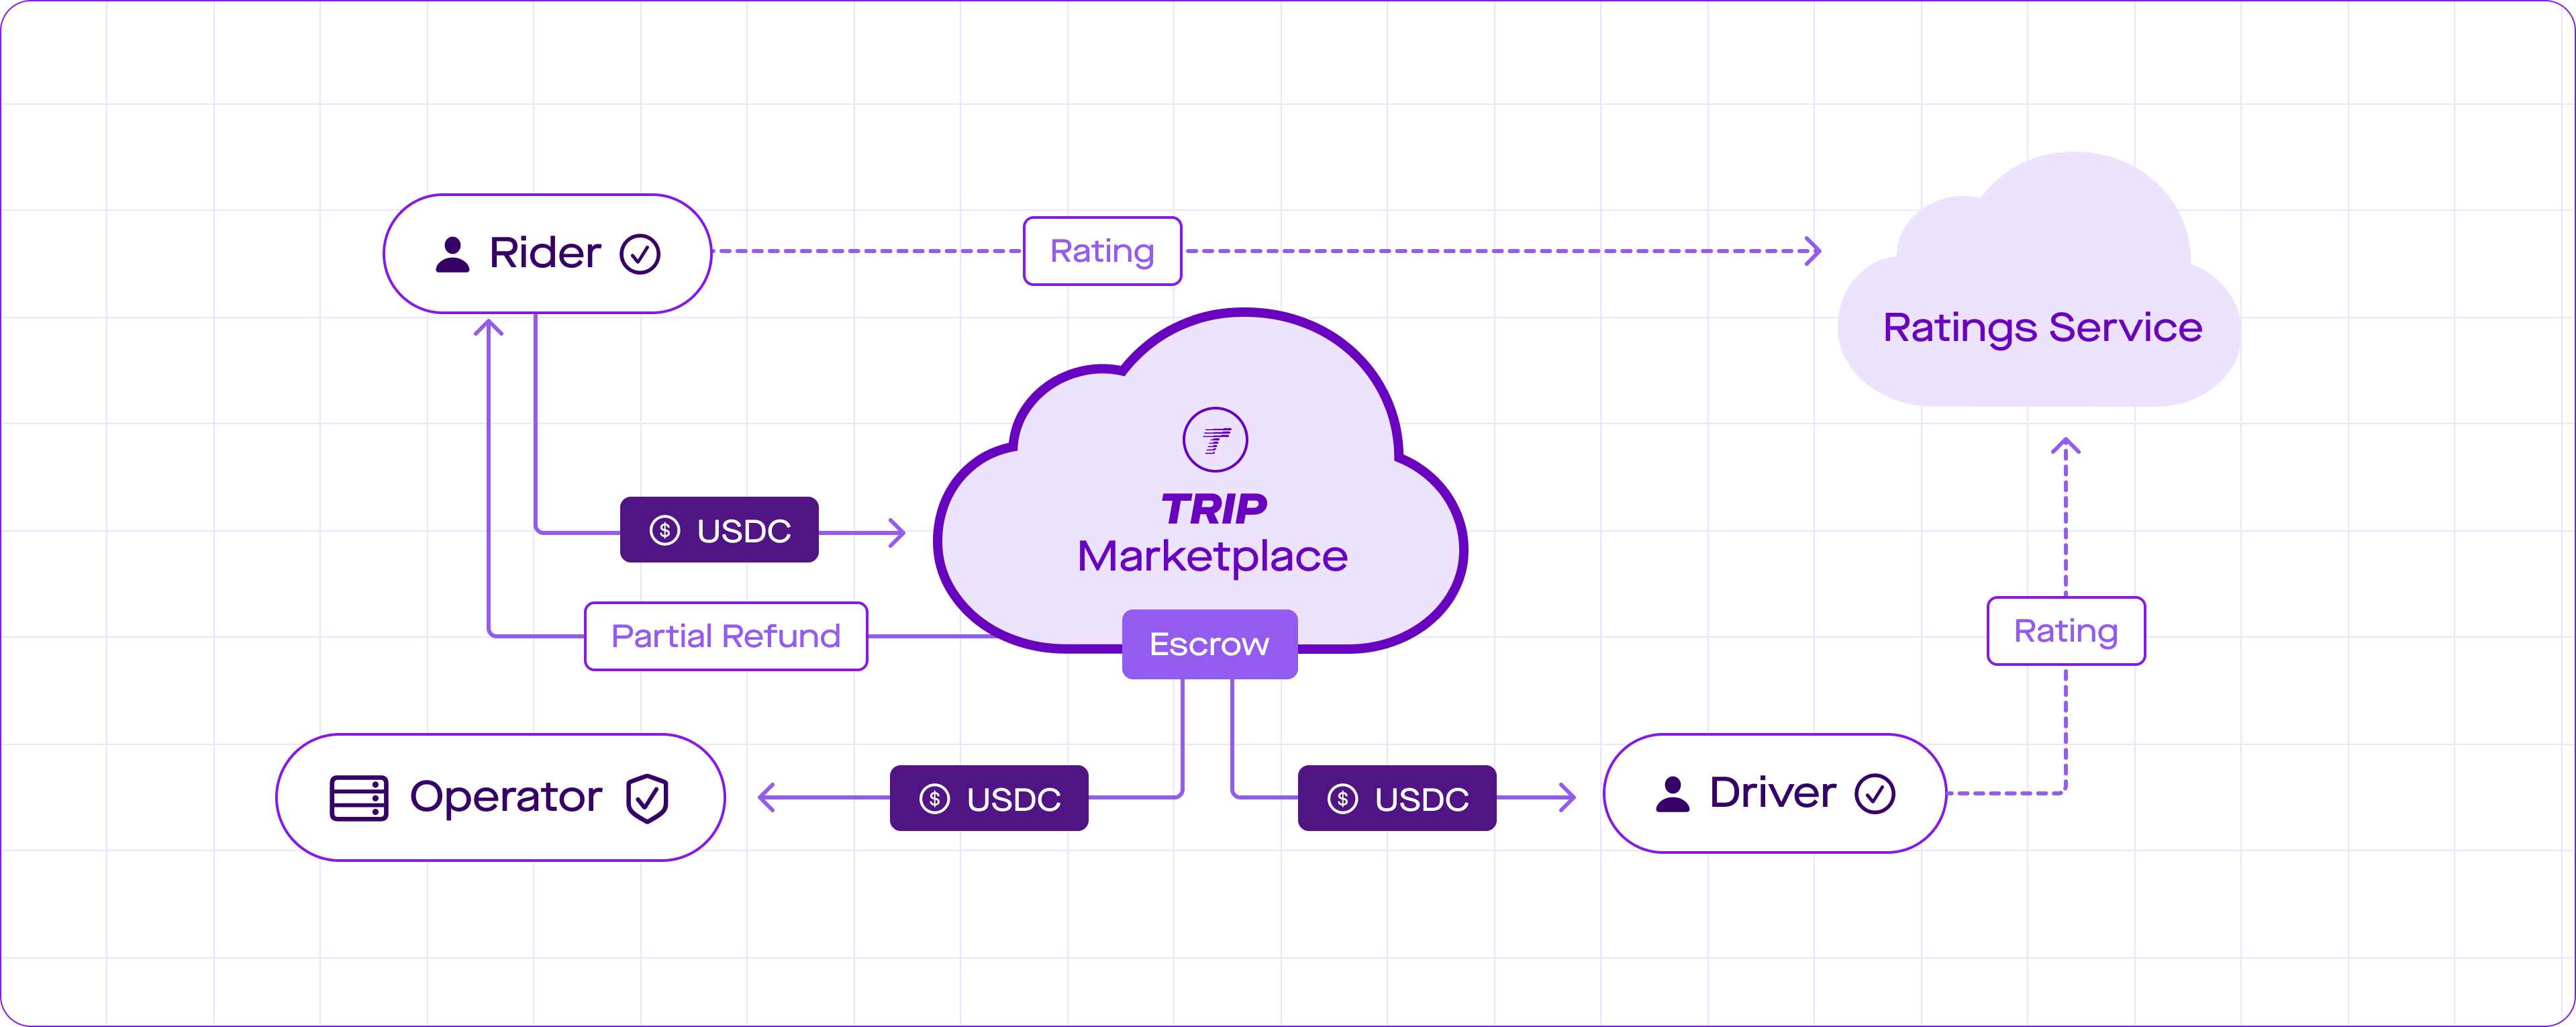 Rider
Rating
Ratings Service
T
TRIP
Marketplace
$ USDC
Partial Refund
Escrow
Rating
Operator
$ USDC
$ USDC
Driver